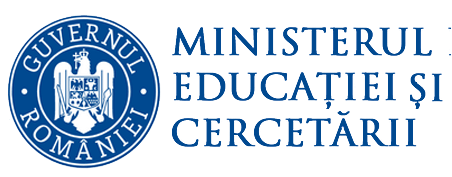 GUVERNUL ROMÂNIEI
MINISTERUL
EDUCAȚIEI ȘI
CERCETĂRII